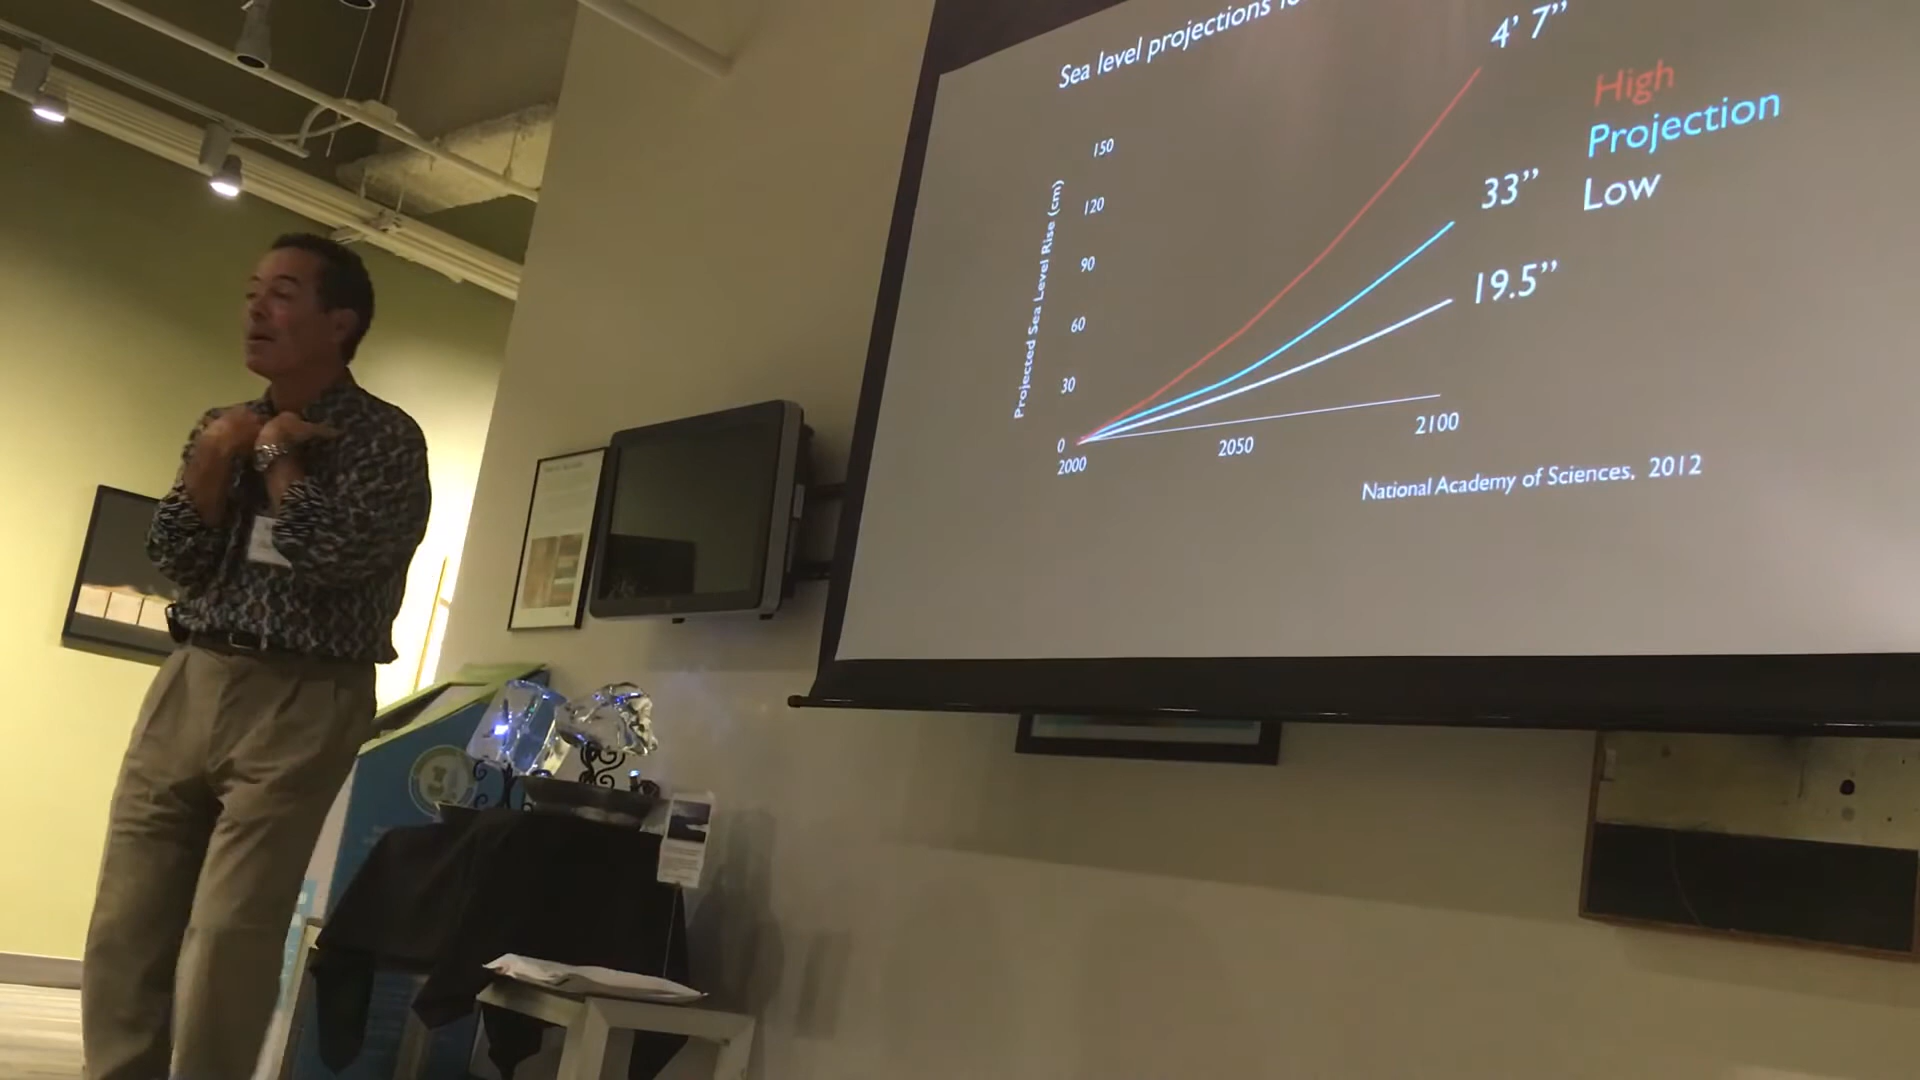 Sea level projections
4’ 7”
High
Projection
Low
33”
19.5”
Projected Sea Level Rise (cm)
150
120
90
60
30
0
2000
2050
2100
National Academy of Sciences, 2012